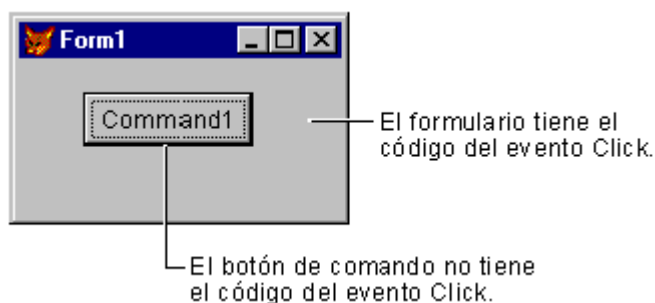 Form1
Command1
El formulario tiene el
código del evento Click.
El botón de comando no tiene
el código del evento Click.